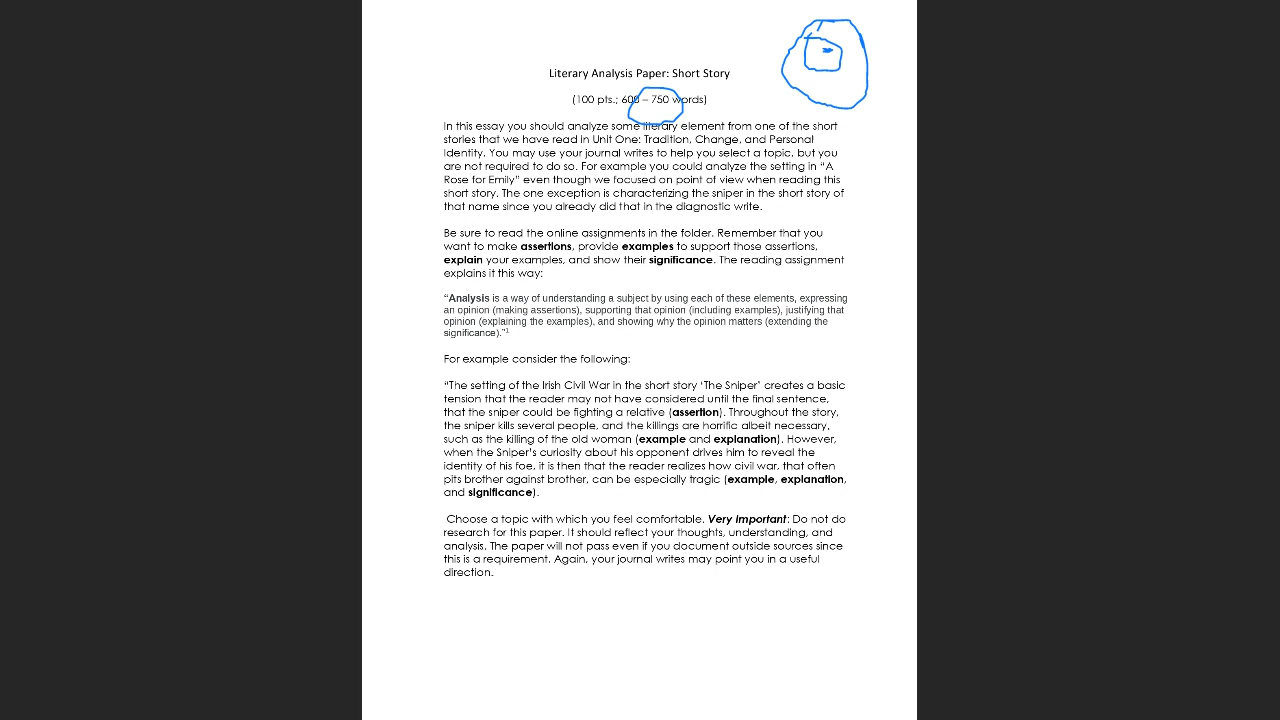 Literary Analysis Paper: Short Story
(100 pts.; 600 – 750 words)
In this essay you should analyze some literary element from one of the short
stories that we have read in Unit One: Tradition, Change, and Personal
Identity. You may use your journal writes to help you select a topic, but you
are not required to do so. For example you could analyze the setting in “A
Rose for Emily” even though we focused on point of view when reading this
short story. The one exception is characterizing the sniper in the short story of
that name since you already did that in the diagnostic write.
Be sure to read the online assignments in the folder. Remember that you
want to make assertions, provide examples to support those assertions,
explain your examples, and show their significance. The reading assignment
explains it this way:
“Analysis is a way of understanding a subject by using each of these elements, expressing
an opinion (making assertions), supporting that opinion (including examples), justifying that
opinion (explaining the examples), and showing why the opinion matters (extending the
significance).”1
For example consider the following:
“The setting of the Irish Civil War in the short story ‘The Sniper’ creates a basic
tension that the reader may not have considered until the final sentence,
that the sniper could be fighting a relative (assertion). Throughout the story,
the sniper kills several people, and the killings are horrific albeit necessary,
such as the killing of the old woman (example and explanation). However,
when the Sniper’s curiosity about his opponent drives him to reveal the
identity of his foe, it is then that the reader realizes how civil war, that often
pits brother against brother, can be especially tragic (example, explanation,
and significance).
Choose a topic with which you feel comfortable. Very Important: Do not do
research for this paper. It should reflect your thoughts, understanding, and
analysis. The paper will not pass even if you document outside sources since
this is a requirement. Again, your journal writes may point you in a useful
direction.